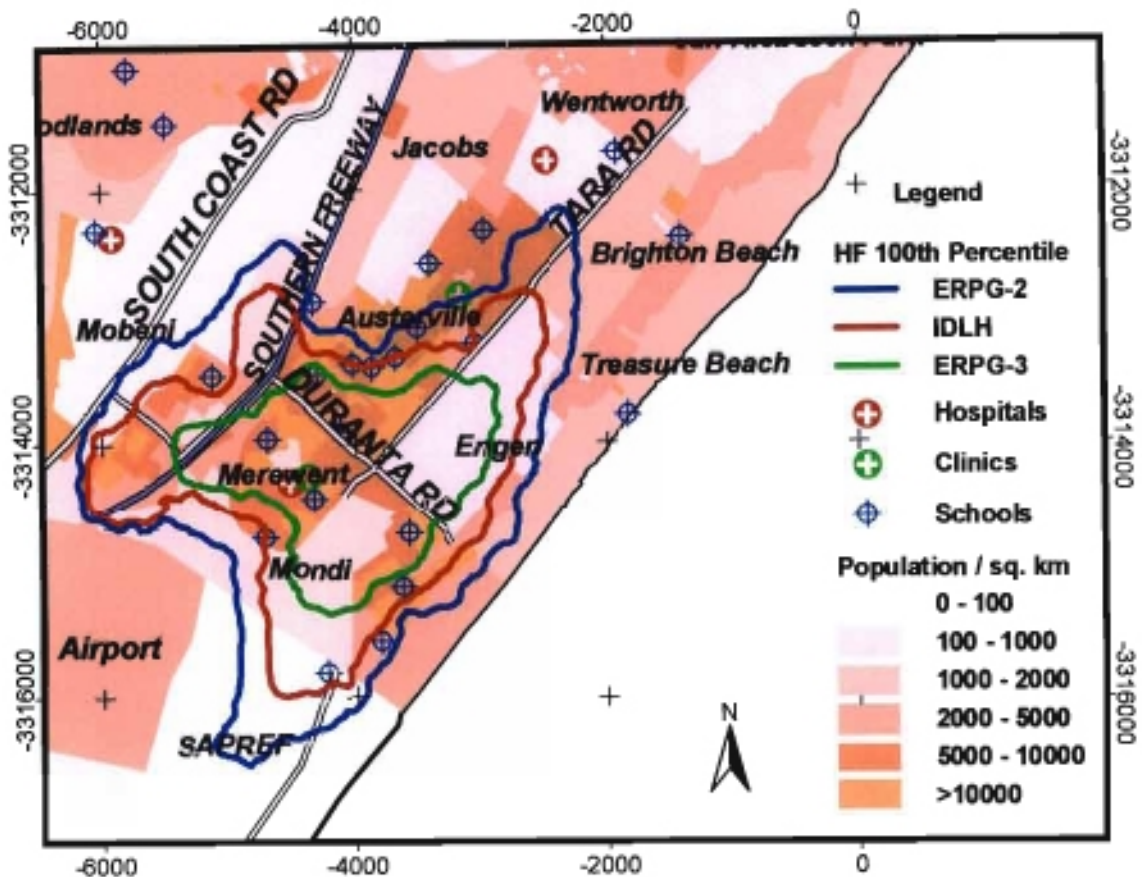 -6000
-4000
-2000
0
Wentworth
odlands
SOUTH COAST RD
SOUTHERN FREEWAY
Jacobs
TARA RD
-3312000
-3312000
Legend
Brighton Beach
HF 100th Percentile
ERPG-2
Mobeni
Austerville
IDLH
Treasure Beach
ERPG-3
DURANTA RD
Hospitals
-3314000
-3314000
Engen
Merewent
Clinics
Schools
Mondi
Population / sq. km
0 - 100
Airport
100 - 1000
1000 - 2000
-3316000
-3316000
SAPREF
N
2000 - 5000
5000 - 10000
>10000
-6000
-4000
-2000
0